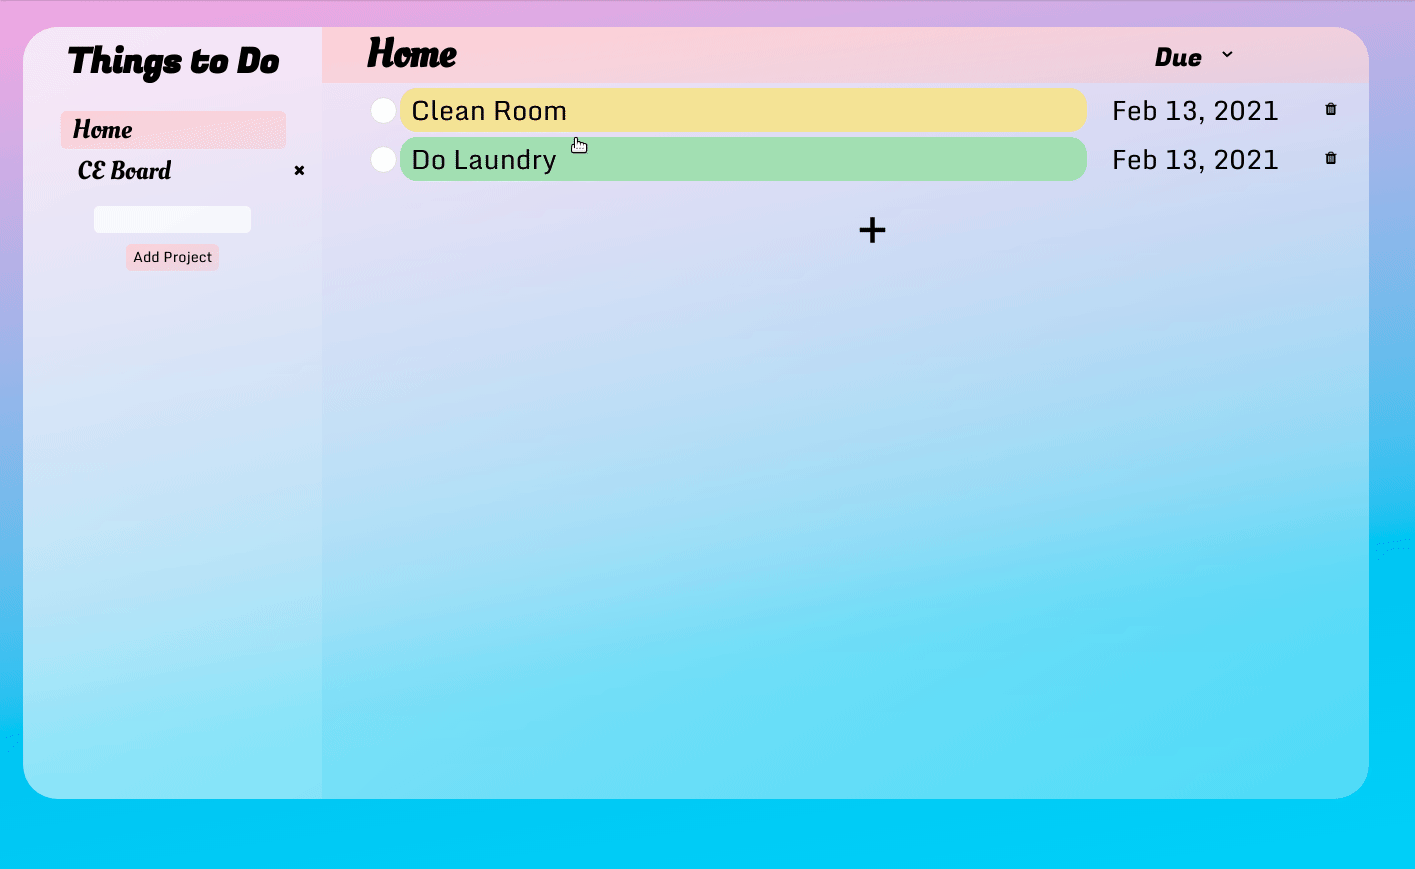 Things to Do
Home
CE Board
Add Project
Home
Due
Clean Room
Feb 13, 2021
Do Laundry
Feb 13, 2021